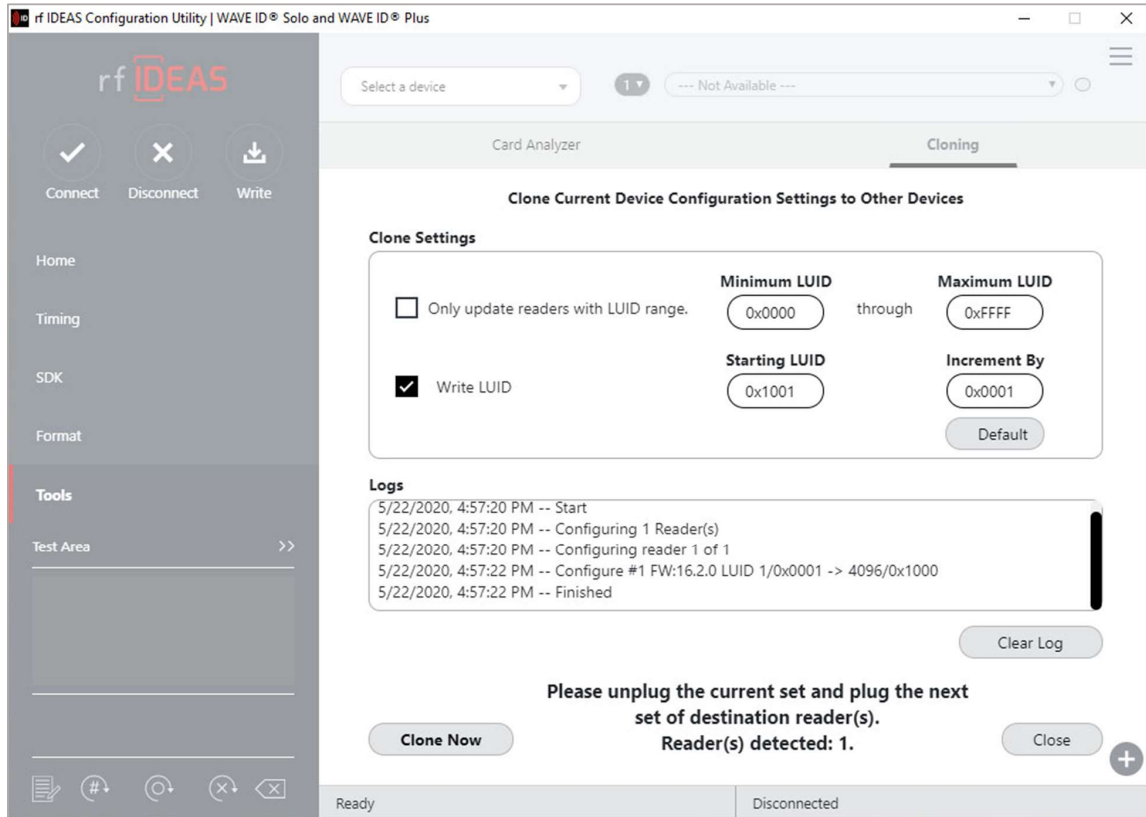 rf IDEAS Configuration Utility | WAVE ID® Solo and WAVE ID® Plus
rf IDEAS
Connect
Disconnect
Write
Home
Timing
SDK
Format
Tools
Test Area
>>
Select a device
1
--- Not Available ---
Card Analyzer
Cloning
Clone Current Device Configuration Settings to Other Devices
Clone Settings
Only update readers with LUID range.
Minimum LUID
0x0000
through
Maximum LUID
0xFFFF
Write LUID
Starting LUID
0x1001
Increment By
0x0001
Default
Logs
5/22/2020, 4:57:20 PM -- Start
5/22/2020, 4:57:20 PM -- Configuring 1 Reader(s)
5/22/2020, 4:57:20 PM -- Configuring reader 1 of 1
5/22/2020, 4:57:22 PM -- Configure #1 FW:16.2.0 LUID 1/0x0001 -> 4096/0x1000
5/22/2020, 4:57:22 PM -- Finished
Clear Log
Please unplug the current set and plug the next
set of destination reader(s).
Reader(s) detected: 1.
Clone Now
Close
Ready
Disconnected